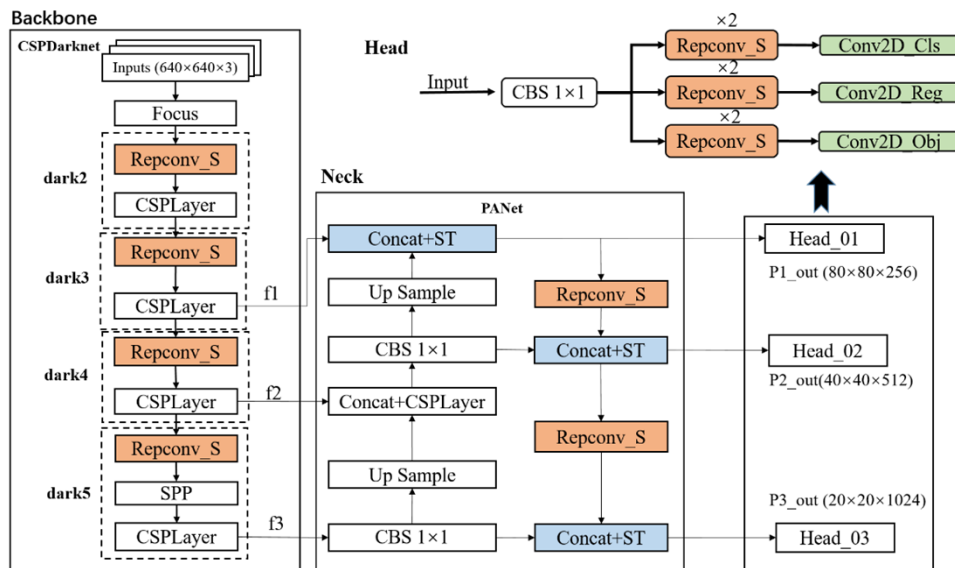 Backbone
CSPDarknet
Inputs (640×640×3)
Focus
dark2
Repconv_S
CSPLayer
dark3
Repconv_S
CSPLayer
f1
dark4
Repconv_S
CSPLayer
f2
dark5
Repconv_S
SPP
CSPLayer
f3
Neck
PANet
Concat+ST
Up Sample
CBS 1×1
Concat+CSPLayer
Up Sample
CBS 1×1
Repconv_S
Concat+ST
Repconv_S
Concat+ST
Head
Input
CBS 1×1
×2
Repconv_S
Conv2D_Cls
×2
Repconv_S
Conv2D_Reg
×2
Repconv_S
Conv2D_Obj
Head_01
P1_out (80×80×256)
Head_02
P2_out(40×40×512)
P3_out (20×20×1024)
Head_03